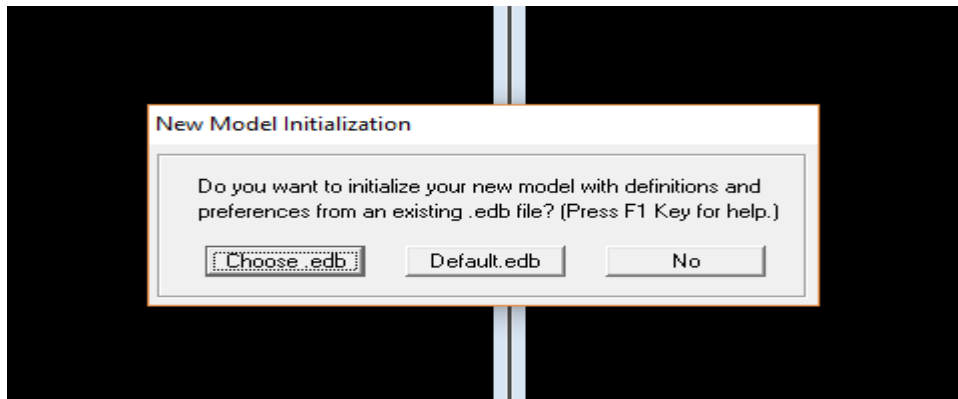 New Model Initialization
Do you want to initialize your new model with definitions and
preferences from an existing .edb file? (Press F1 Key for help.)
Choose .edb Default.edb No